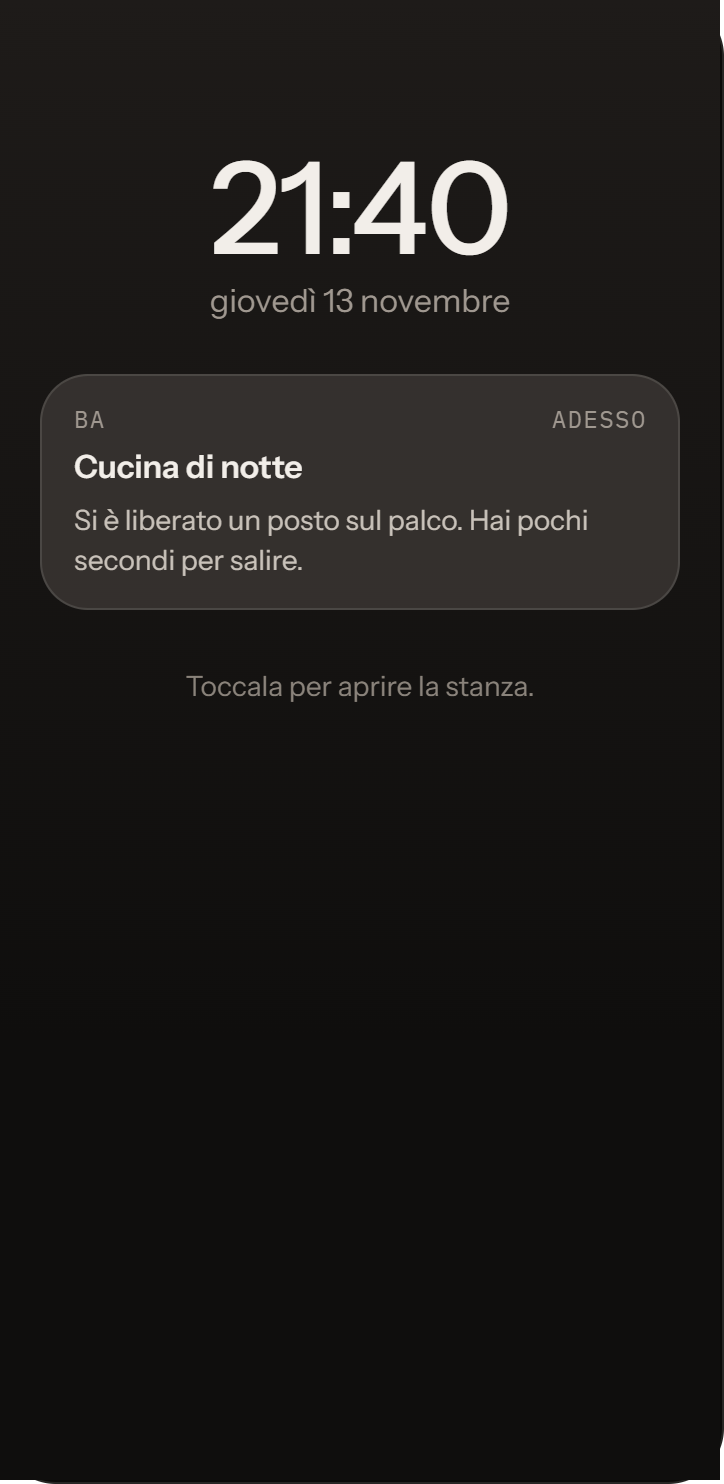 21:40
giovedì 13 novembre
BA ADESSO
Cucina di notte
Si è liberato un posto sul palco. Hai pochi
secondi per salire.
Toccala per aprire la stanza.